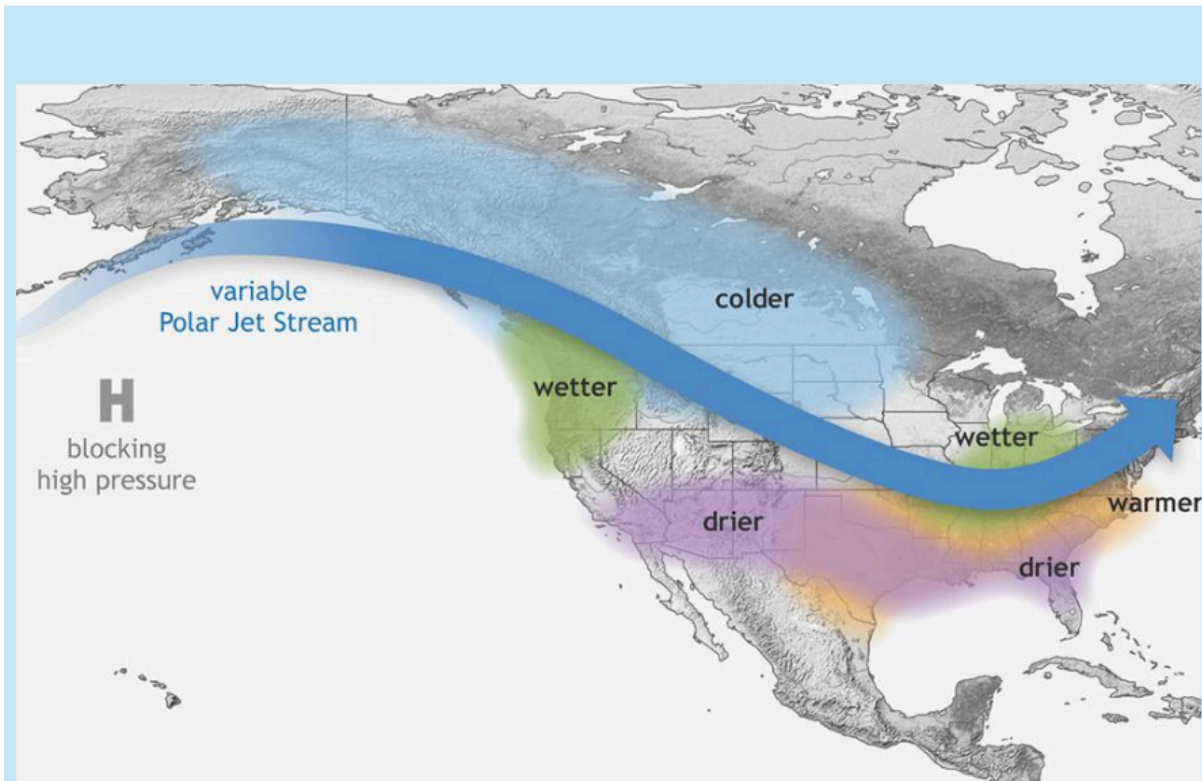 colder
variable
Polar Jet Stream
H
blocking
high pressure
wetter
wetter
warmer
drier
drier